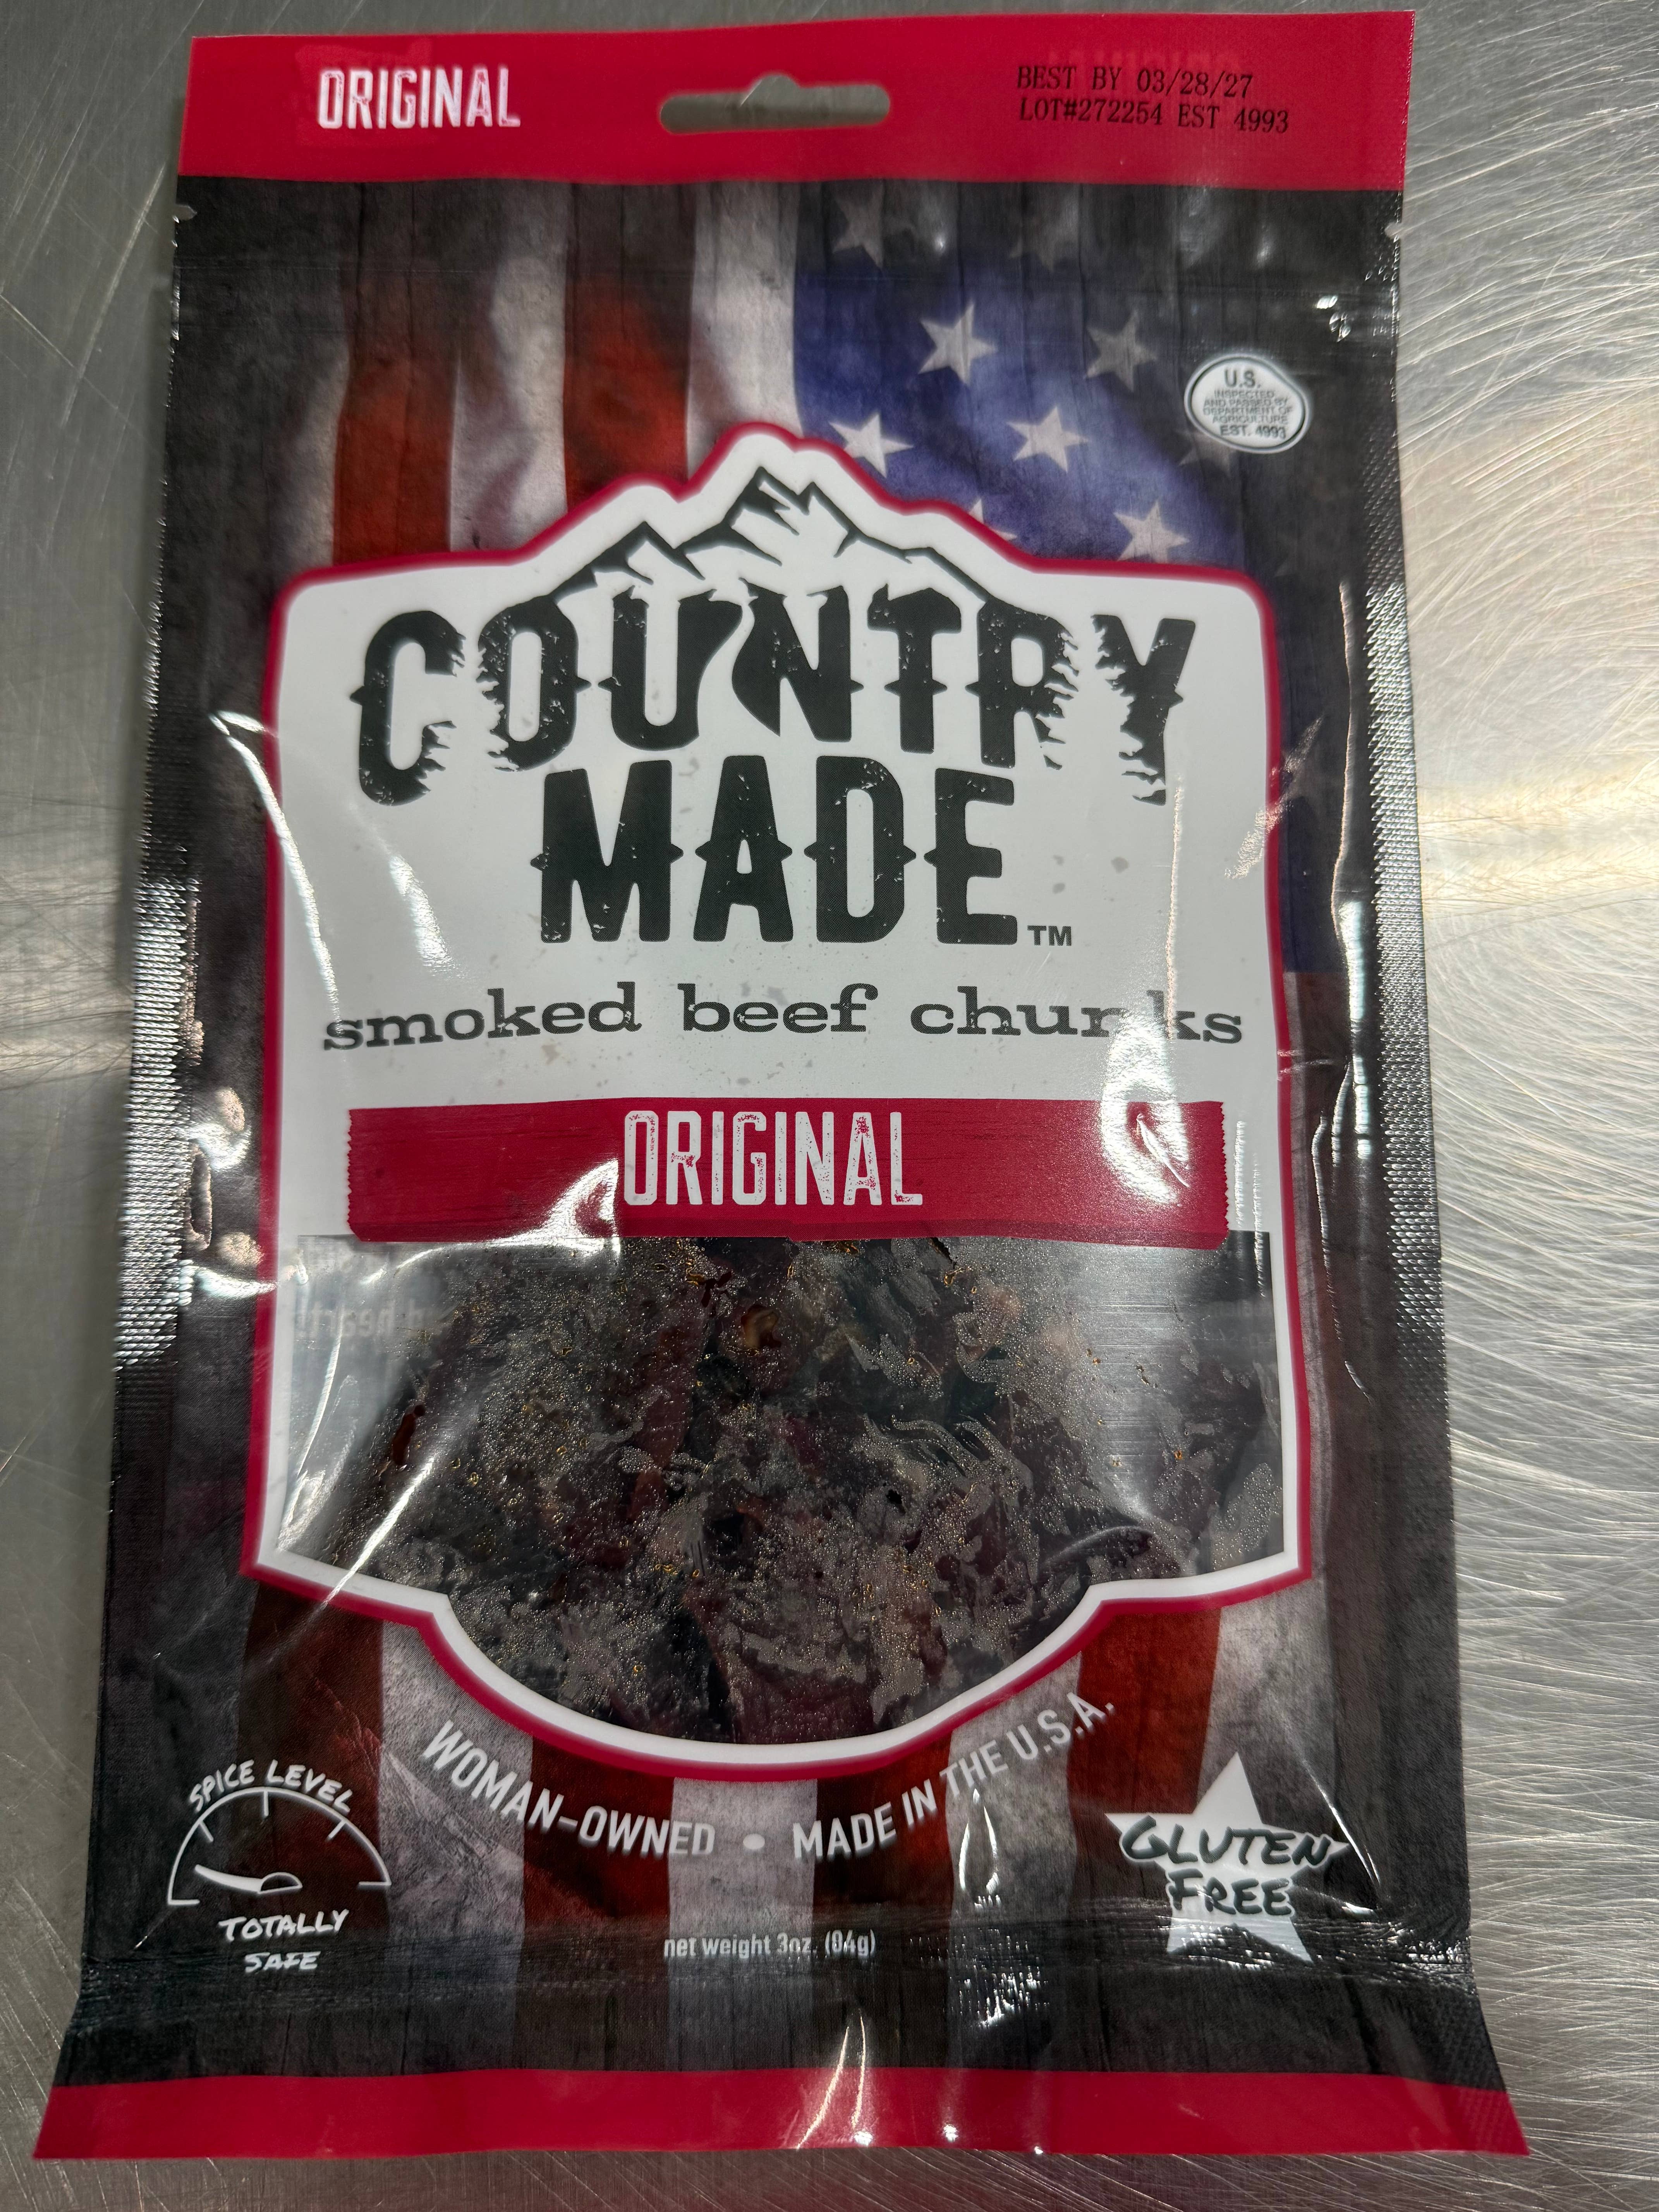 ORIGINAL
BEST BY 03/28/27
LOT#272254 EST 4993
U.S.
INSPECTED
AND PASSED BY
DEPARTMENT OF
AGRICULTURE
EST. 4993
COUNTRY
MADE™
smoked beef chunks
ORIGINAL
WOMAN-OWNED • MADE IN THE U.S.A.
SPICE LEVEL
TOTALLY
SAFE
GLUTEN
FREE
net weight 3oz. (84g)